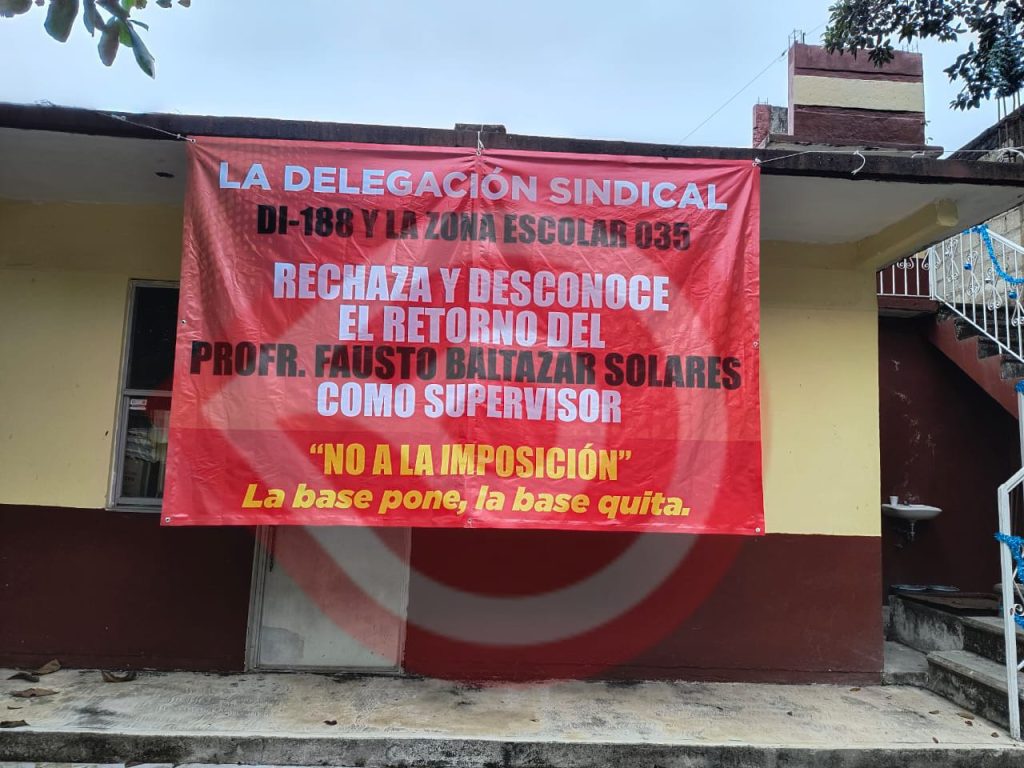 LA DELEGACIÓN SINDICAL
DI-188 Y LA ZONA ESCOLAR 035
RECHAZA Y DESCONOCE
EL RETORNO DEL
PROFR. FAUSTO BALTAZAR SOLARES
COMO SUPERVISOR
“NO A LA IMPOSICIÓN”
La base pone, la base quita.